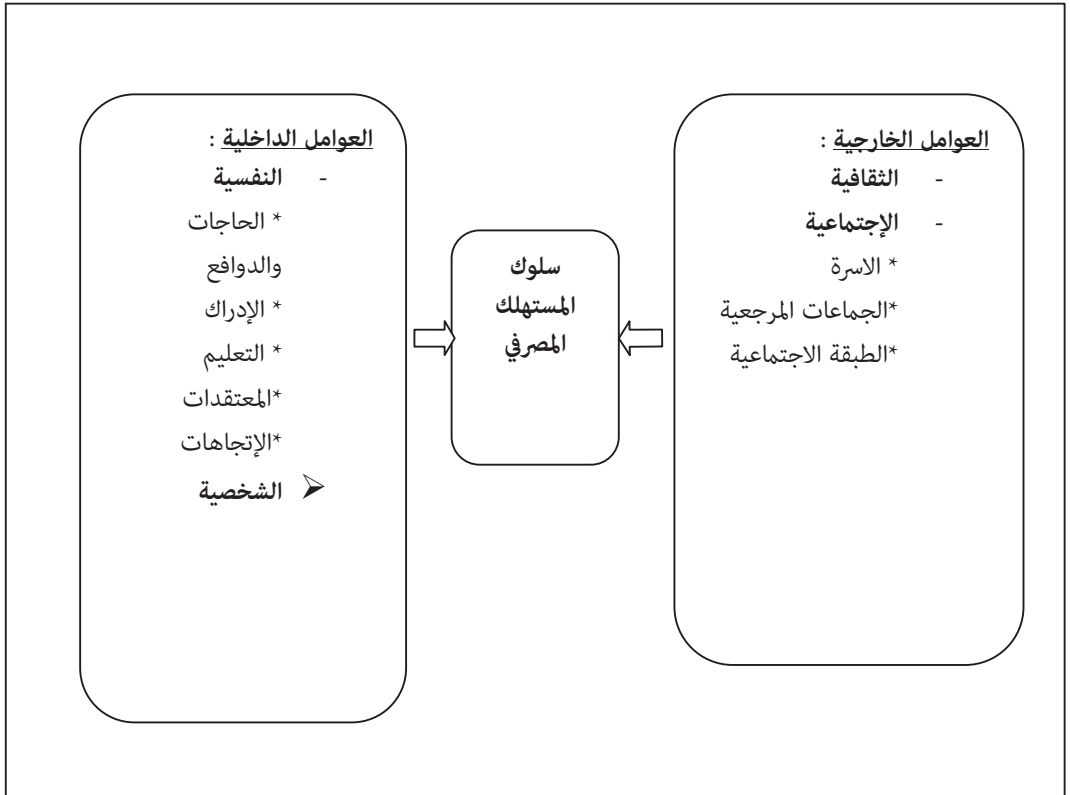 العوامل الخارجية :
- الثقافية
- الإجتماعية
* الاسرة
*الجماعات المرجعية
*الطبقة الاجتماعية
سلوك
المستهلك
المصرفي
العوامل الداخلية :
- النفسية
* الحاجات
والدوافع
* الإدراك
* التعليم
*المعتقدات
*الإتجاهات
➢ الشخصية